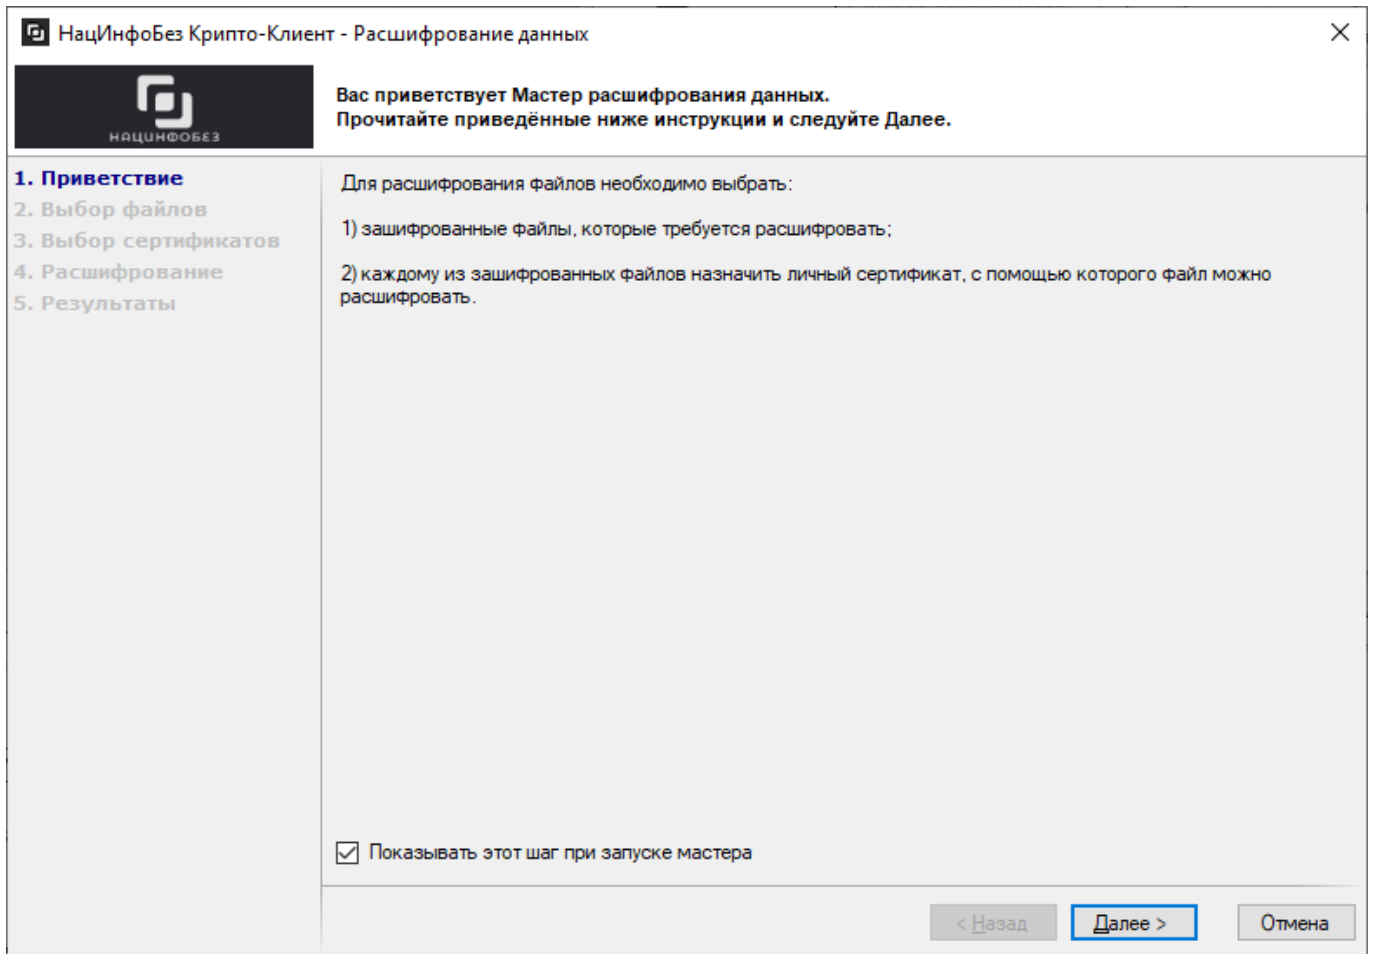 НацИнфоБез Крипто-Клиент - Расшифрование данных
НАЦИНФОБЕЗ
Вас приветствует Мастер расшифрования данных.
Прочитайте приведённые ниже инструкции и следуйте Далее.
1. Приветствие
2. Выбор файлов
3. Выбор сертификатов
4. Расшифрование
5. Результаты
Для расшифрования файлов необходимо выбрать:
1) зашифрованные файлы, которые требуется расшифровать;
2) каждому из зашифрованных файлов назначить личный сертификат, с помощью которого файл можно
расшифровать.
Показывать этот шаг при запуске мастера
< Назад
Далее >
Отмена